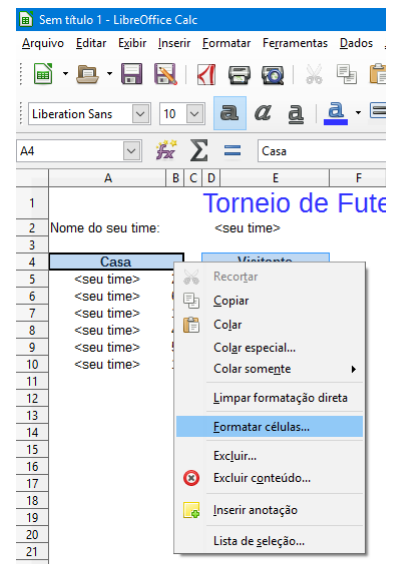 Sem título 1 - LibreOffice Calc
Arquivo Editar Exibir Inserir Formatar Ferramentas Dados
Liberation Sans 10 a a a a
A4 fx Σ = Casa
A B C D E F
1 Torneio de Fute
2 Nome do seu time: <seu time>
3
4 Casa Visitante
5 <seu time>
6 <seu time>
7 <seu time>
8 <seu time>
9 <seu time>
10 <seu time>
11
12
13
14
15
16
17
18
19
20
21
Recortar
Copiar
Colar
Colar especial...
Colar somente
Limpar formatação direta
Formatar células...
Excluir...
Excluir conteúdo...
Inserir anotação
Lista de seleção...